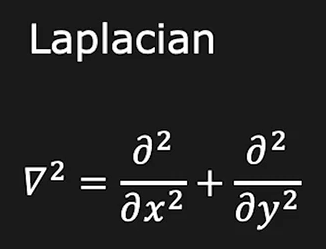 Laplacian
∇² = ∂²/∂x² + ∂²/∂y²